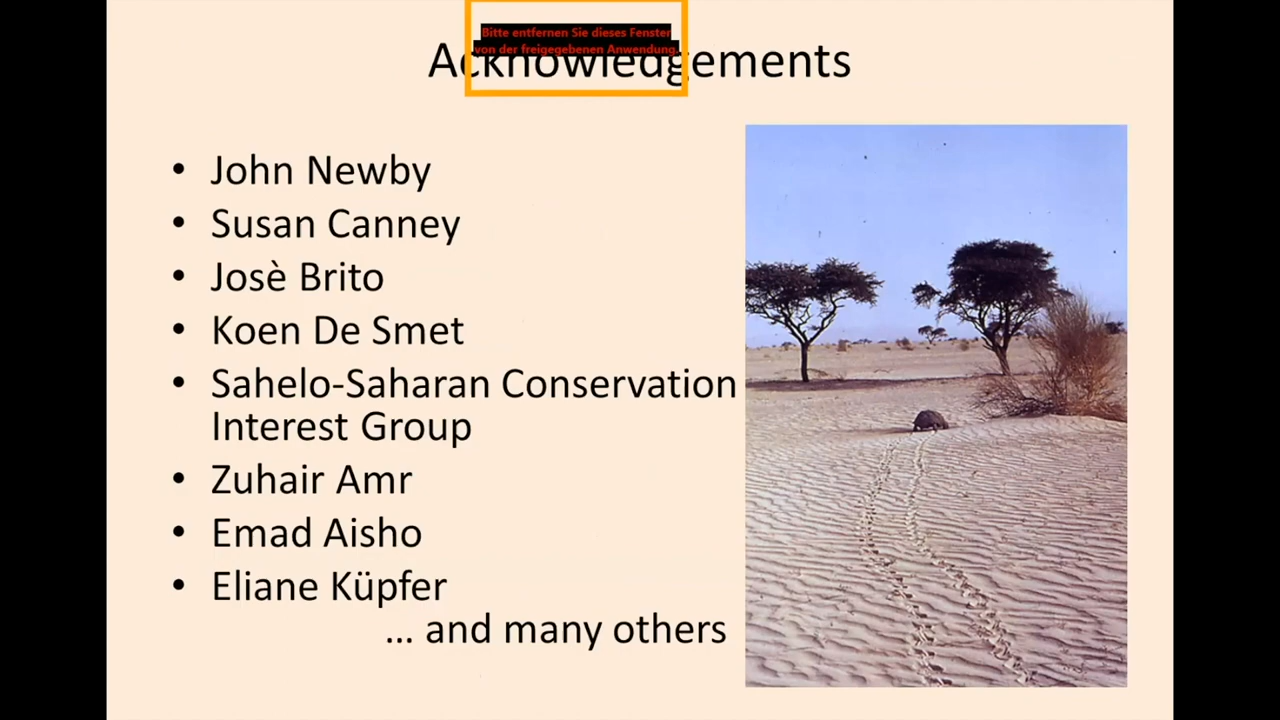 Bitte entfernen Sie dieses Fenster
von der freigegebenen Anwendung.
Acknowledgements
• John Newby
• Susan Canney
• Josè Brito
• Koen De Smet
• Sahelo-Saharan Conservation
Interest Group
• Zuhair Amr
• Emad Aisho
• Eliane Küpfer
... and many others